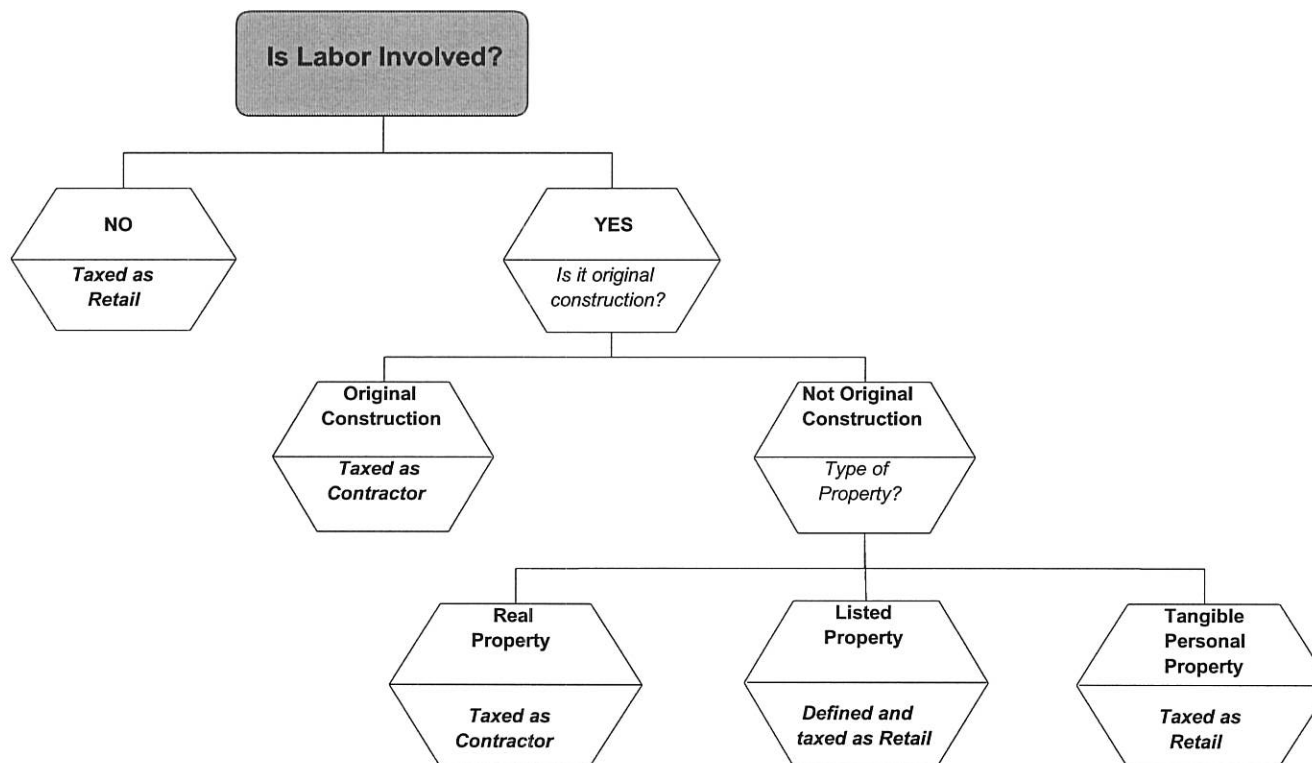 Is Labor Involved?
NO
Taxed as
Retail
YES
Is it original
construction?
Original
Construction
Taxed as
Contractor
Not Original
Construction
Type of
Property?
Real
Property
Taxed as
Contractor
Listed
Property
Defined and
taxed as Retail
Tangible
Personal
Property
Taxed as
Retail